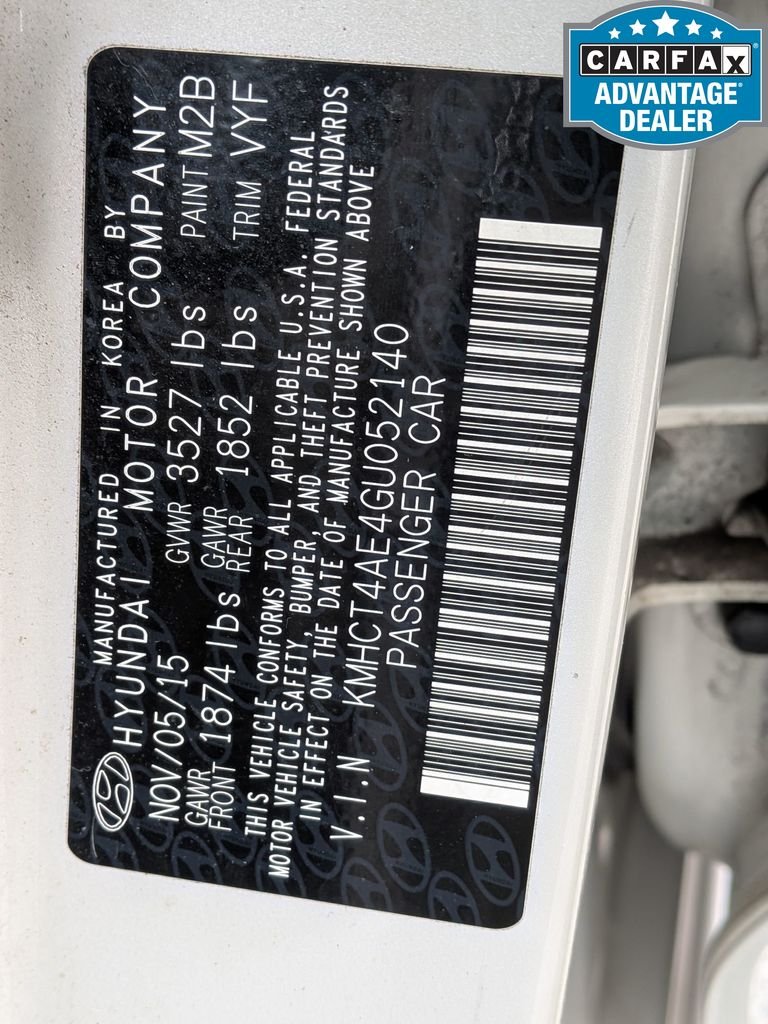 CARFAX
ADVANTAGE
DEALER
MANUFACTURED IN KOREA BY
HYUNDAI MOTOR COMPANY
NOV/05/15 GVWR 3527 lbs PAINT M2B
GAWR FRONT 1874 lbs GAWR REAR 1852 lbs TRIM VYF
THIS VEHICLE CONFORMS TO ALL APPLICABLE U.S.A. FEDERAL
MOTOR VEHICLE SAFETY, BUMPER, AND THEFT PREVENTION STANDARDS
IN EFFECT ON THE DATE OF MANUFACTURE SHOWN ABOVE
V.I.N KMHCT4AE4GU052140
PASSENGER CAR